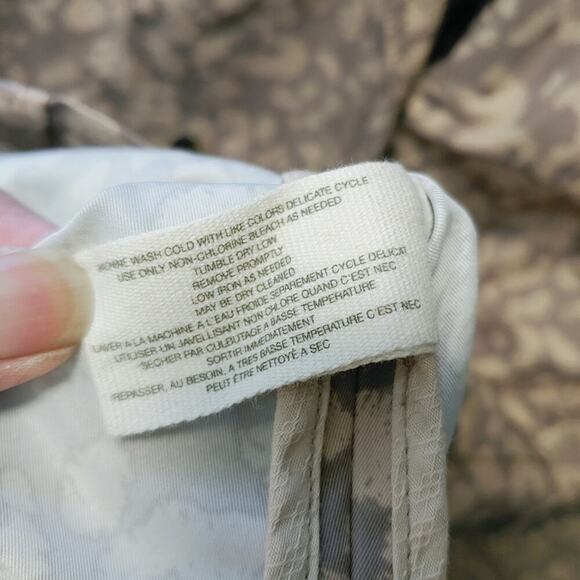 WASH COLD WITH LIKE COLORS DELICATE CYCLE
USE ONLY NON-CHLORINE BLEACH AS NEEDED
TUMBLE DRY LOW
REMOVE PROMPTLY
LOW IRON AS NEEDED
MAY BE DRY CLEANED
LAVER A LA MACHINE A L'EAU FROIDE SEPAREMENT CYCLE DELICAT
UTILISER UN JAVELLISANT NON CHLORE QUAND C'EST NEC
SECHER PAR CULBUTAGE A BASSE TEMPERATURE
SORTIR IMMEDIATEMENT
REPASSER, AU BESOIN, A TRES BASSE TEMPERATURE C'EST NEC
PEUT ÊTRE NETTOYÉ A SEC